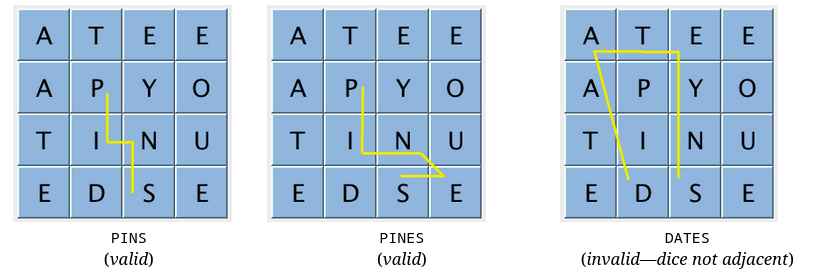 A T E E A T E E A T E E
A P Y O A P Y O A P Y O
T I N U T I N U T I N U
E D S E E D S E E D S E
PINS PINES DATES
(valid) (valid) (invalid—dice not adjacent)